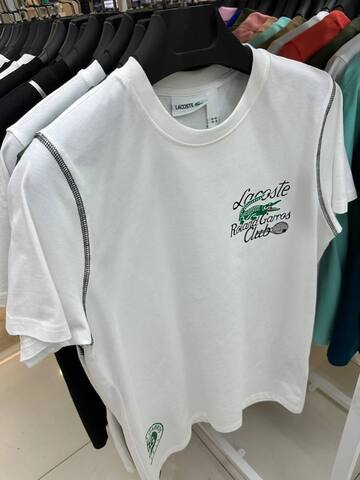 LACOSTE
Lacoste
Roland Garros
Club